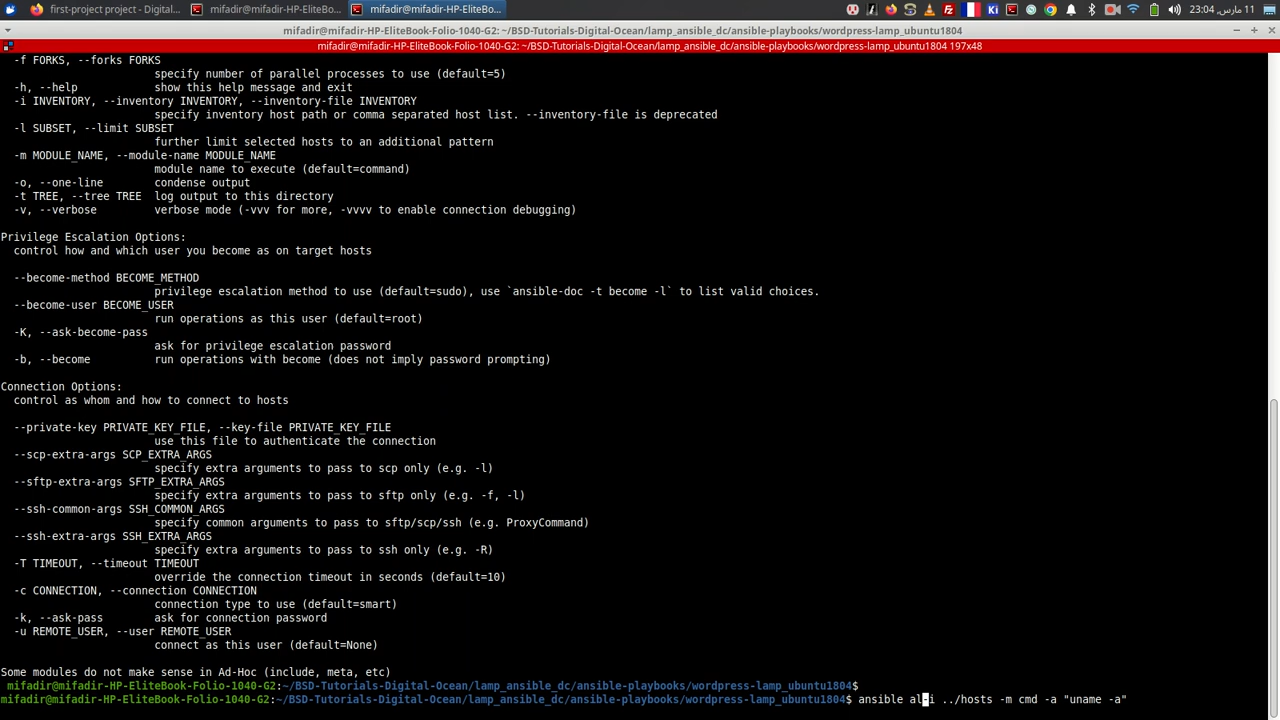 first-project project - Digital...
mifadir@mifadir-HP-EliteBo...
mifadir@mifadir-HP-EliteBo...
Ki
11 مارس, 23:04
mifadir@mifadir-HP-EliteBook-Folio-1040-G2: ~/BSD-Tutorials-Digital-Ocean/lamp_ansible_dc/ansible-playbooks/wordpress-lamp_ubuntu1804
mifadir@mifadir-HP-EliteBook-Folio-1040-G2: ~/BSD-Tutorials-Digital-Ocean/lamp_ansible_dc/ansible-playbooks/wordpress-lamp_ubuntu1804 197x48
-f FORKS, --forks FORKS
specify number of parallel processes to use (default=5)
-h, --help            show this help message and exit
-i INVENTORY, --inventory INVENTORY, --inventory-file INVENTORY
specify inventory host path or comma separated host list. --inventory-file is deprecated
-l SUBSET, --limit SUBSET
further limit selected hosts to an additional pattern
-m MODULE_NAME, --module-name MODULE_NAME
module name to execute (default=command)
-o, --one-line        condense output
-t TREE, --tree TREE  log output to this directory
-v, --verbose         verbose mode (-vvv for more, -vvvv to enable connection debugging)
Privilege Escalation Options:
control how and which user you become as on target hosts
--become-method BECOME_METHOD
privilege escalation method to use (default=sudo), use `ansible-doc -t become -l` to list valid choices.
--become-user BECOME_USER
run operations as this user (default=root)
-K, --ask-become-pass
ask for privilege escalation password
-b, --become          run operations with become (does not imply password prompting)
Connection Options:
control as whom and how to connect to hosts
--private-key PRIVATE_KEY_FILE, --key-file PRIVATE_KEY_FILE
use this file to authenticate the connection
--scp-extra-args SCP_EXTRA_ARGS
specify extra arguments to pass to scp only (e.g. -l)
--sftp-extra-args SFTP_EXTRA_ARGS
specify extra arguments to pass to sftp only (e.g. -f, -l)
--ssh-common-args SSH_COMMON_ARGS
specify common arguments to pass to sftp/scp/ssh (e.g. ProxyCommand)
--ssh-extra-args SSH_EXTRA_ARGS
specify extra arguments to pass to ssh only (e.g. -R)
-T TIMEOUT, --timeout TIMEOUT
override the connection timeout in seconds (default=10)
-c CONNECTION, --connection CONNECTION
connection type to use (default=smart)
-k, --ask-pass        ask for connection password
-u REMOTE_USER, --user REMOTE_USER
connect as this user (default=None)
Some modules do not make sense in Ad-Hoc (include, meta, etc)
mifadir@mifadir-HP-EliteBook-Folio-1040-G2:~/BSD-Tutorials-Digital-Ocean/lamp_ansible_dc/ansible-playbooks/wordpress-lamp_ubuntu1804$
mifadir@mifadir-HP-EliteBook-Folio-1040-G2:~/BSD-Tutorials-Digital-Ocean/lamp_ansible_dc/ansible-playbooks/wordpress-lamp_ubuntu1804$ ansible al-i ../hosts -m cmd -a "uname -a"